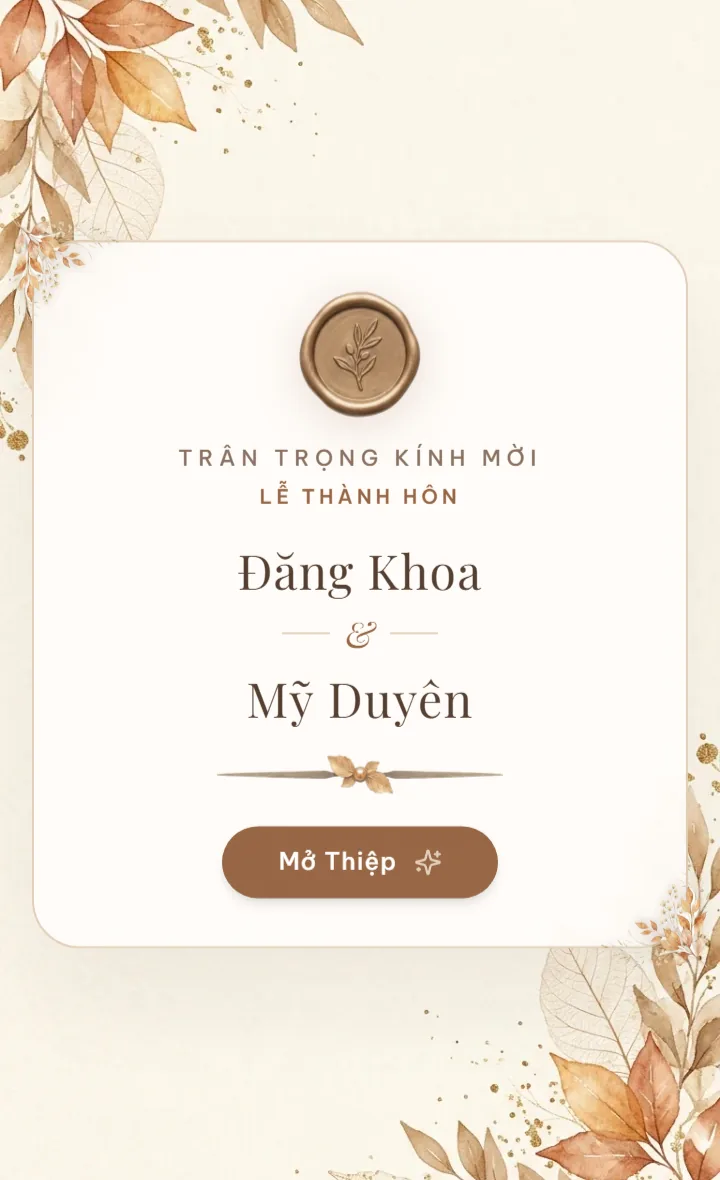 TRÂN TRỌNG KÍNH MỜI
LỄ THÀNH HÔN
Đăng Khoa
&
Mỹ Duyên
Mở Thiệp